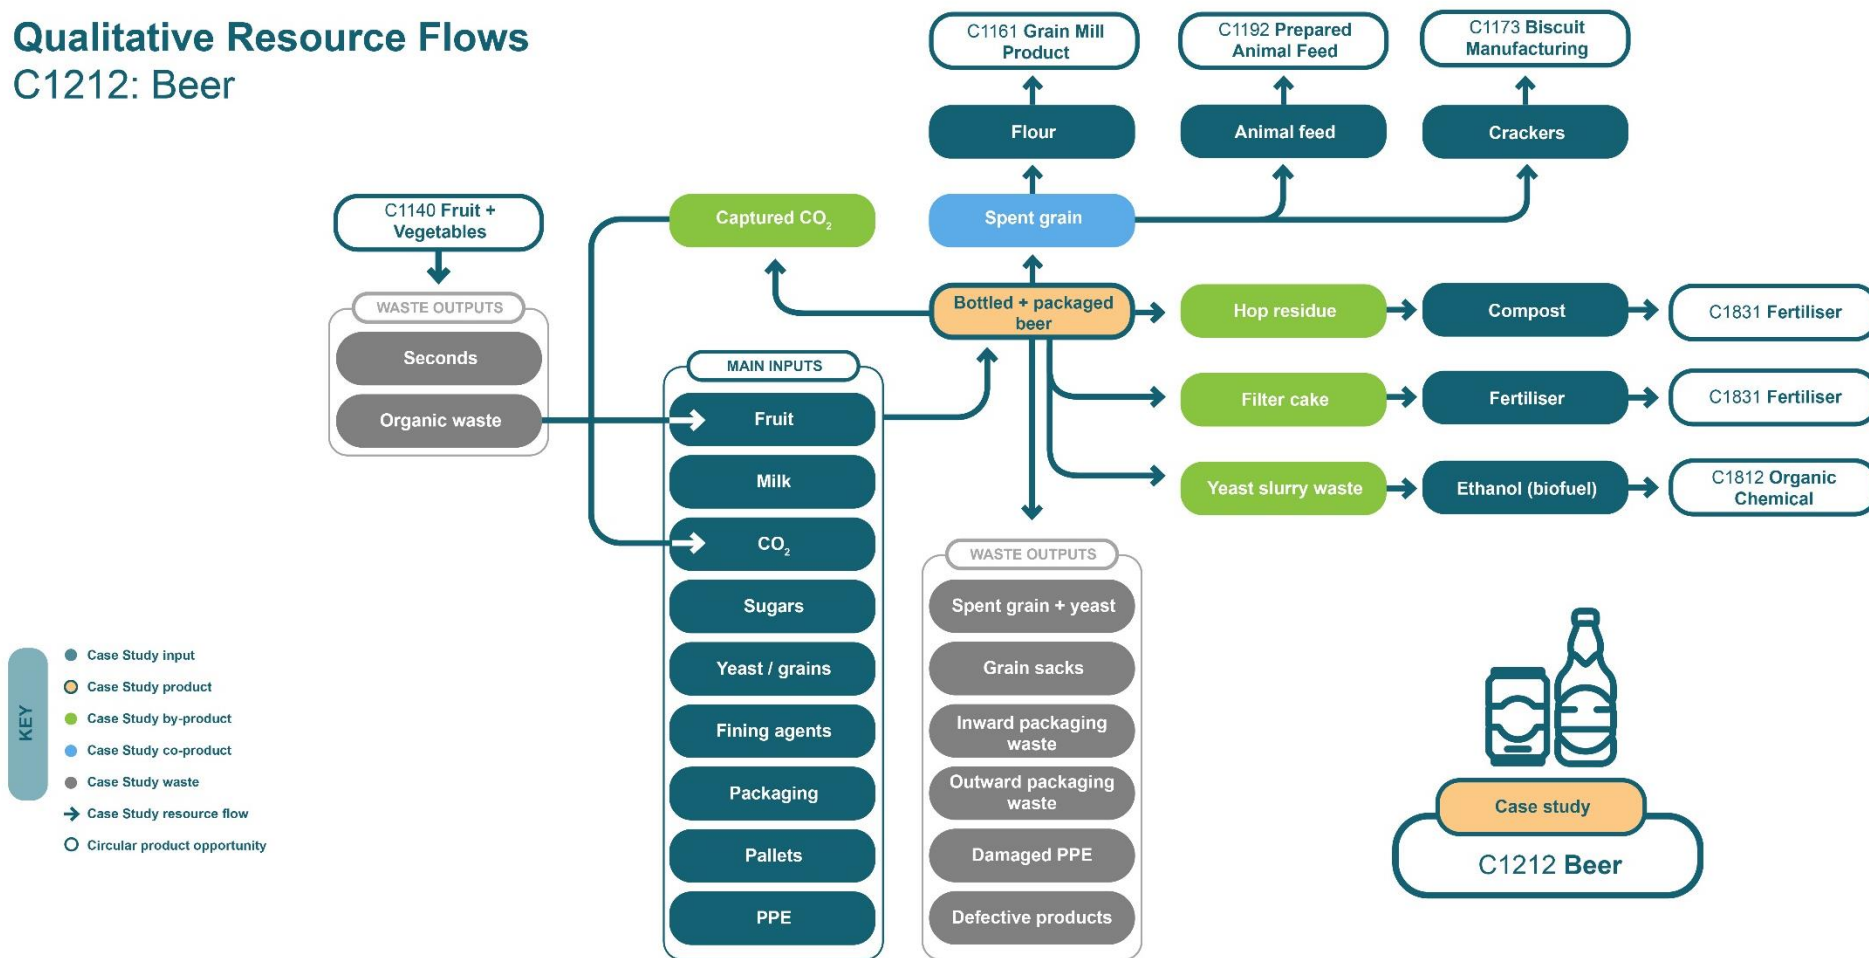 Qualitative Resource Flows
C1212: Beer
C1161 Grain Mill
Product
C1192 Prepared
Animal Feed
C1173 Biscuit
Manufacturing
Flour
Animal feed
Crackers
C1140 Fruit +
Vegetables
Captured CO₂
Spent grain
WASTE OUTPUTS
Seconds
Organic waste
Bottled + packaged
beer
Hop residue
Compost
C1831 Fertiliser
Filter cake
Fertiliser
C1831 Fertiliser
Yeast slurry waste
Ethanol (biofuel)
C1812 Organic
Chemical
MAIN INPUTS
Fruit
Milk
CO₂
Sugars
Yeast / grains
Fining agents
Packaging
Pallets
PPE
WASTE OUTPUTS
Spent grain + yeast
Grain sacks
Inward packaging
waste
Outward packaging
waste
Damaged PPE
Defective products
KEY
Case Study input
Case Study product
Case Study by-product
Case Study co-product
Case Study waste
Case Study resource flow
Circular product opportunity
Case study
C1212 Beer